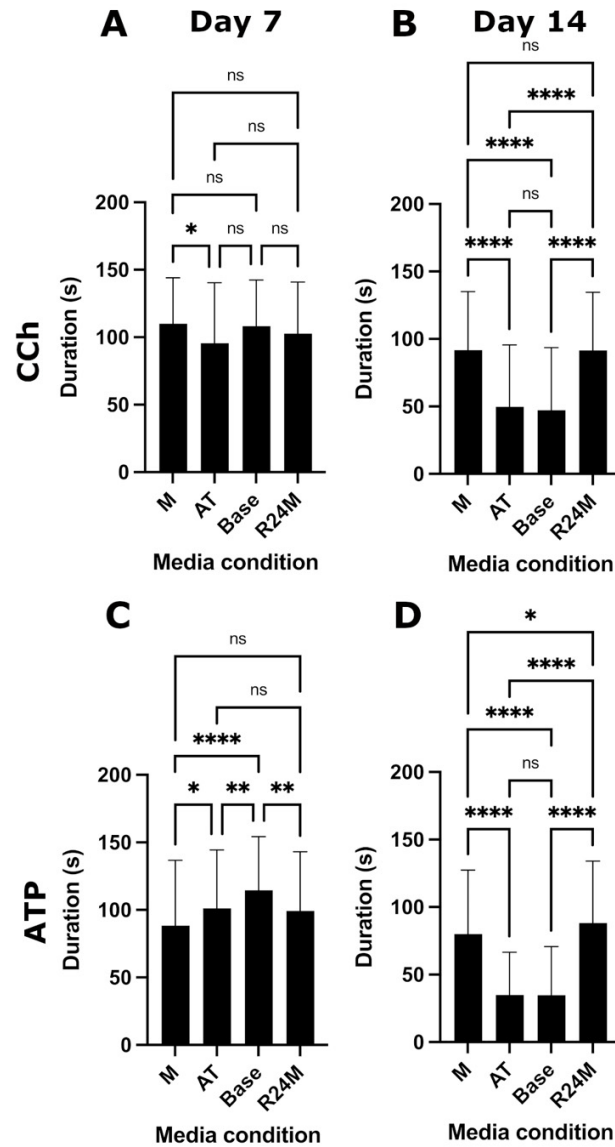 A Day 7 B Day 14
CCh
ns
ns
ns
* ns ns
200
150
100
50
0
Duration (s)
M AT Base R24M
Media condition
ns
****
****
ns
**** ****
200
150
100
50
0
Duration (s)
M AT Base R24M
Media condition
ATP
C
ns
ns
****
* ** **
200
150
100
50
0
Duration (s)
M AT Base R24M
Media condition
D
*
****
****
ns
**** ****
200
150
100
50
0
Duration (s)
M AT Base R24M
Media condition